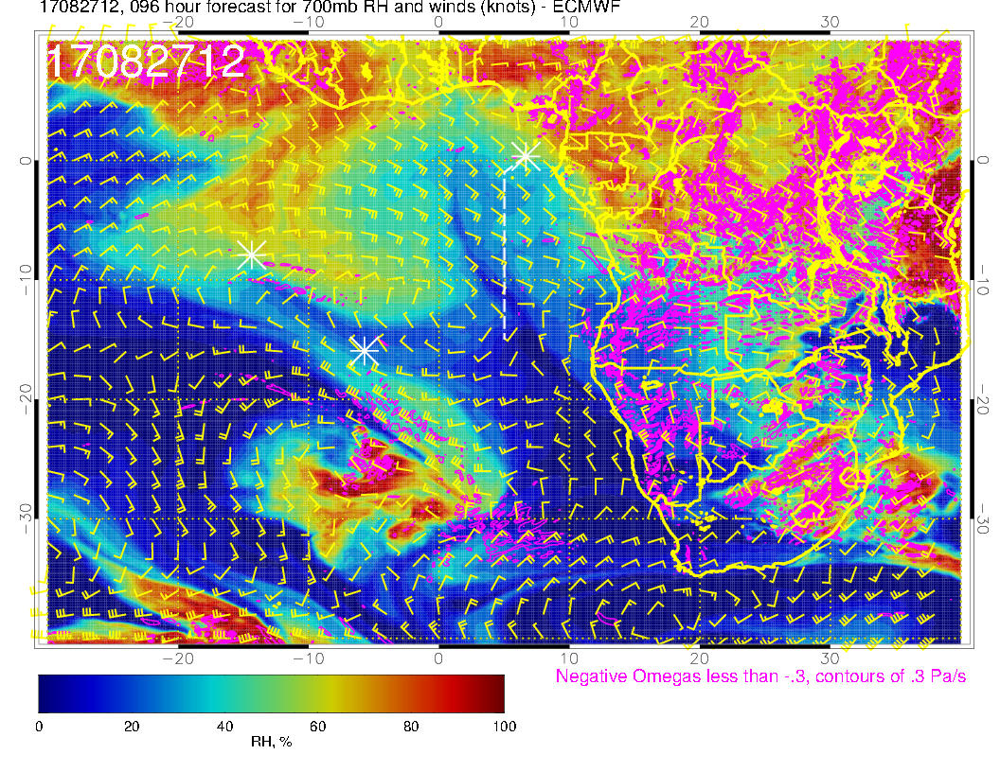 17082712, 096 hour forecast for 700mb RH and winds (knots) - ECMWF
−20 −10 0 10 20 30
17082712
0 0
−10 −10
−20 −20
−30 −30
−20 −10 0 10 20 30
Negative Omegas less than -.3, contours of .3 Pa/s
0 20 40 60 80 100
RH, %